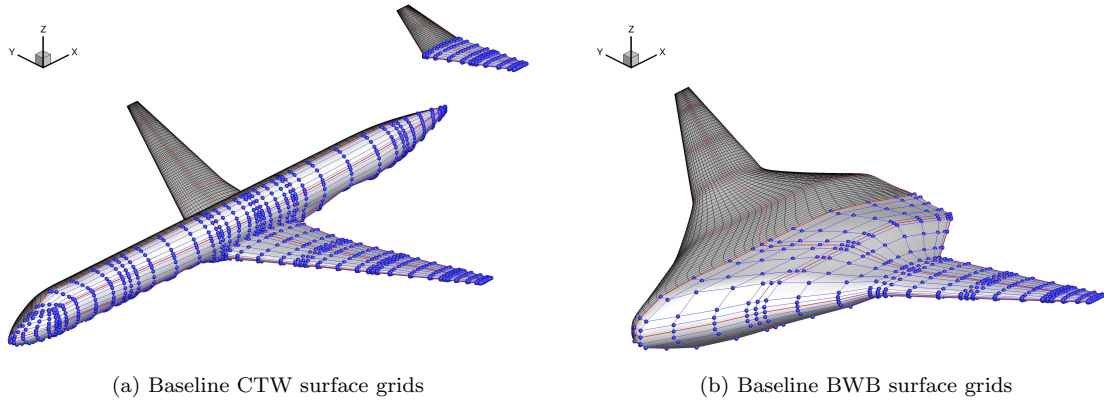 Z
Y X
Z
Y X
(a) Baseline CTW surface grids
(b) Baseline BWB surface grids